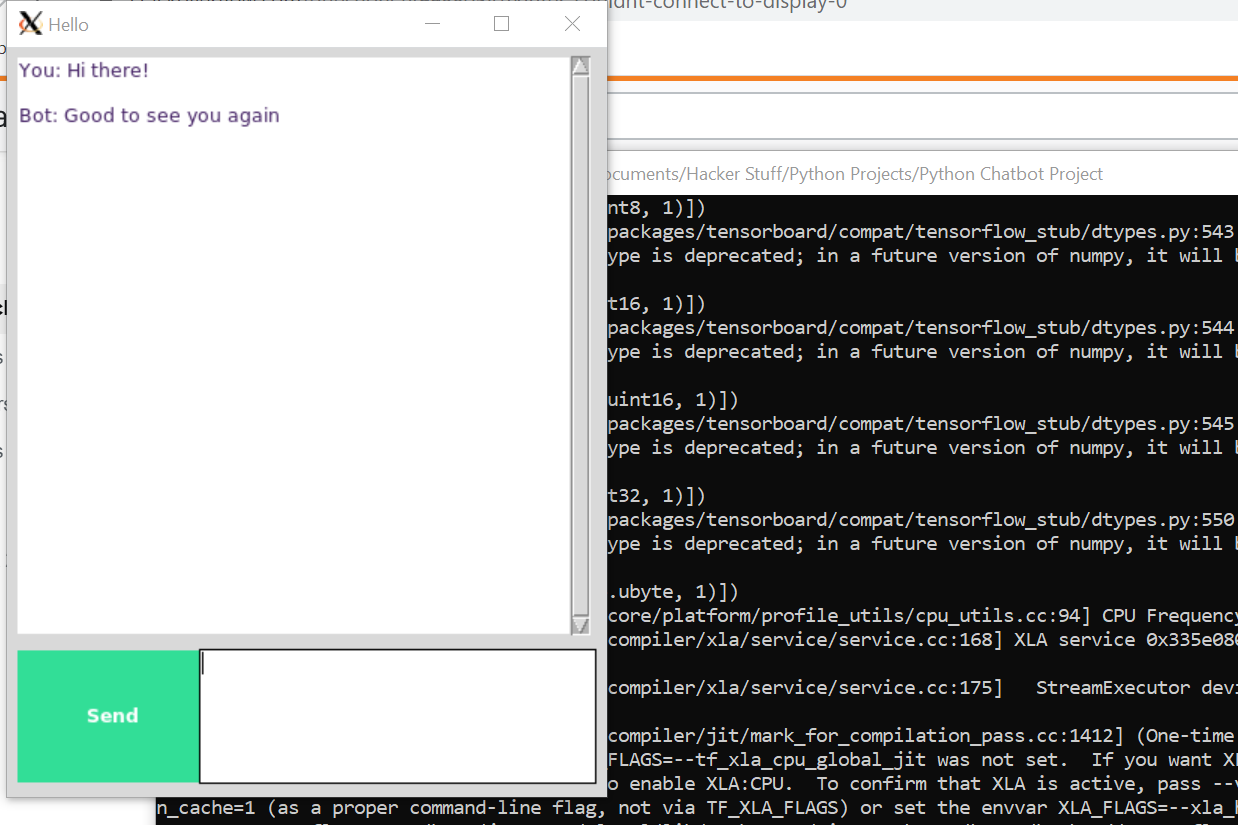 connect-to-display-0
Hello
You: Hi there!
Bot: Good to see you again
Send
ocuments/Hacker Stuff/Python Projects/Python Chatbot Project
nt8, 1)])
packages/tensorboard/compat/tensorflow_stub/dtypes.py:543
ype is deprecated; in a future version of numpy, it will b
t16, 1)])
packages/tensorboard/compat/tensorflow_stub/dtypes.py:544
ype is deprecated; in a future version of numpy, it will b
uint16, 1)])
packages/tensorboard/compat/tensorflow_stub/dtypes.py:545
ype is deprecated; in a future version of numpy, it will b
t32, 1)])
packages/tensorboard/compat/tensorflow_stub/dtypes.py:550
ype is deprecated; in a future version of numpy, it will b
.ubyte, 1)])
core/platform/profile_utils/cpu_utils.cc:94] CPU Frequency
compiler/xla/service/service.cc:168] XLA service 0x335e080
compiler/xla/service/service.cc:175]   StreamExecutor devi
compiler/jit/mark_for_compilation_pass.cc:1412] (One-time
FLAGS=--tf_xla_cpu_global_jit was not set.  If you want XL
o enable XLA:CPU.  To confirm that XLA is active, pass --v
n_cache=1 (as a proper command-line flag, not via TF_XLA_FLAGS) or set the envvar XLA_FLAGS=--xla_h